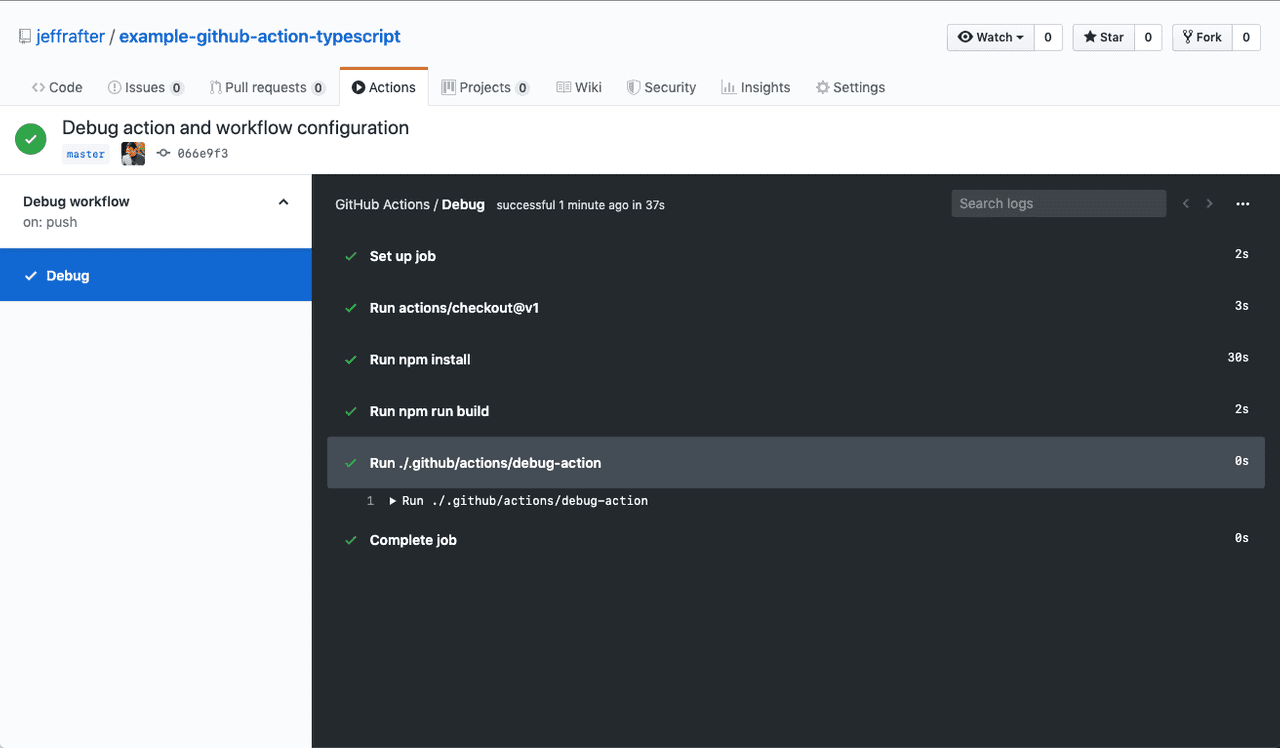 jeffrafter / example-github-action-typescript
Watch 0 Star 0 Fork 0
Code Issues 0 Pull requests 0 Actions Projects 0 Wiki Security Insights Settings
Debug action and workflow configuration
master 066e9f3
Debug workflow
on: push
Debug
GitHub Actions / Debug successful 1 minute ago in 37s Search logs
Set up job 2s
Run actions/checkout@v1 3s
Run npm install 30s
Run npm run build 2s
Run ./.github/actions/debug-action 0s
1 Run ./.github/actions/debug-action
Complete job 0s